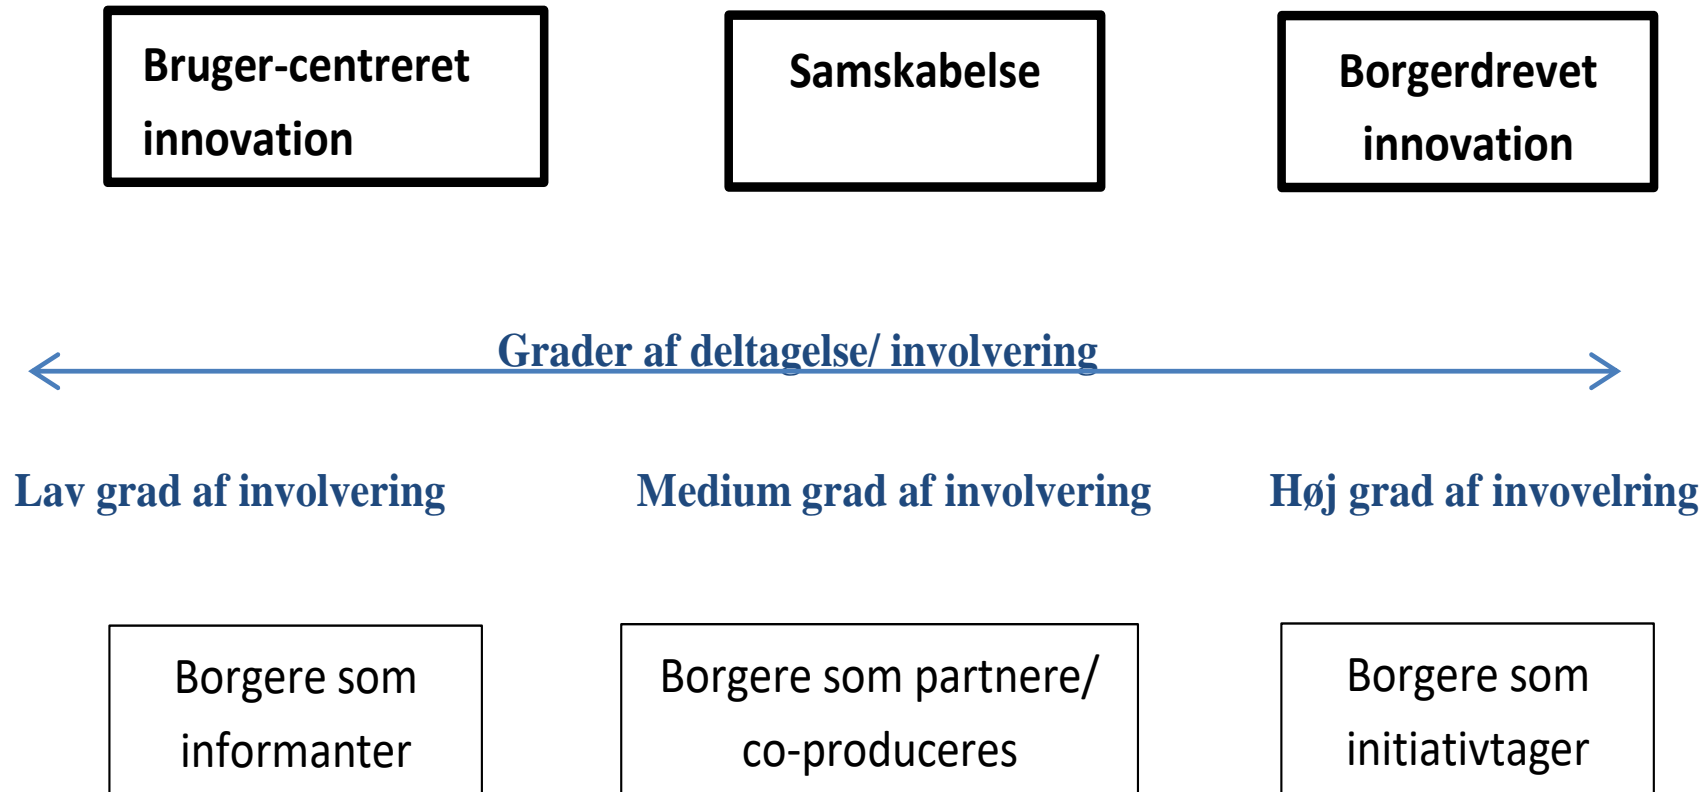 Bruger-centreret
innovation
Samskabelse
Borgerdrevet
innovation
Grader af deltagelse/ involvering
Lav grad af involvering
Medium grad af involvering
Høj grad af invovelring
Borgere som
informanter
Borgere som partnere/
co-produceres
Borgere som
initiativtager